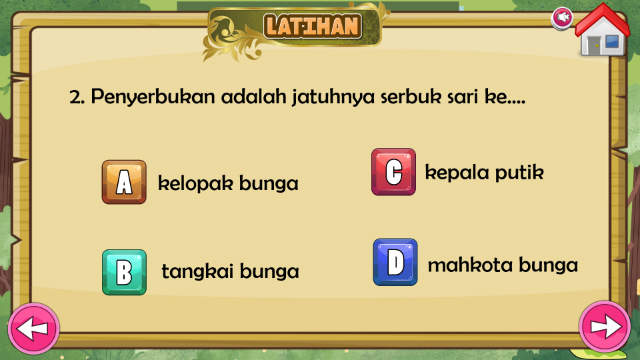 LATIHAN
2. Penyerbukan adalah jatuhnya serbuk sari ke....
A kelopak bunga
B tangkai bunga
C kepala putik
D mahkota bunga